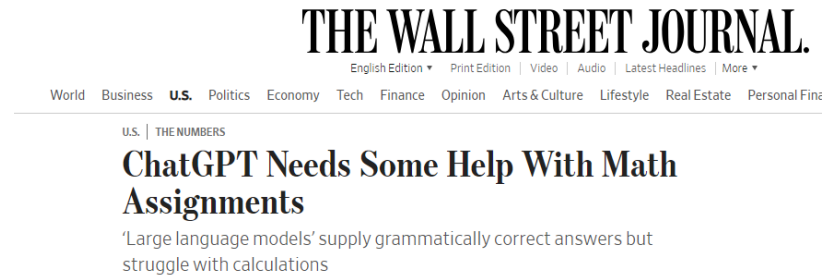 THE WALL STREET JOURNAL.
English Edition ▾ Print Edition | Video | Audio | Latest Headlines | More ▾
World Business U.S. Politics Economy Tech Finance Opinion Arts & Culture Lifestyle Real Estate Personal Fina
U.S. | THE NUMBERS
ChatGPT Needs Some Help With Math
Assignments
‘Large language models’ supply grammatically correct answers but
struggle with calculations